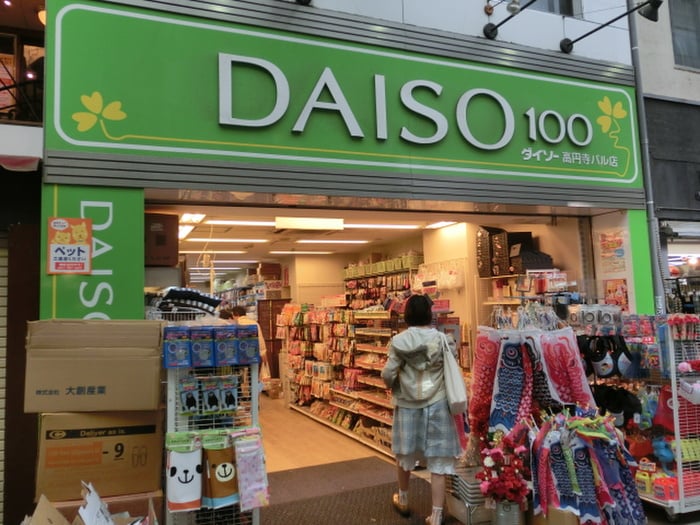 DAISO 100
ダイソー 高円寺パル店
DAISO
ペット
株式会社 大創産業
Deliver as is.
-9